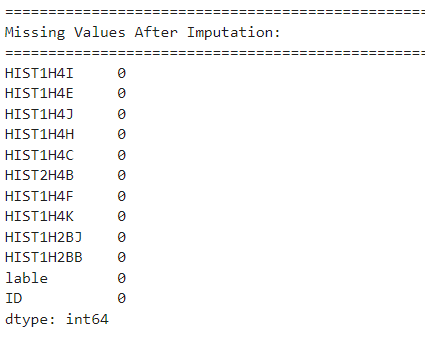 ====================================================
Missing Values After Imputation:
====================================================
HIST1H4I     0
HIST1H4E     0
HIST1H4J     0
HIST1H4H     0
HIST1H4C     0
HIST2H4B     0
HIST1H4F     0
HIST1H4K     0
HIST1H2BJ    0
HIST1H2BB    0
lable        0
ID           0
dtype: int64